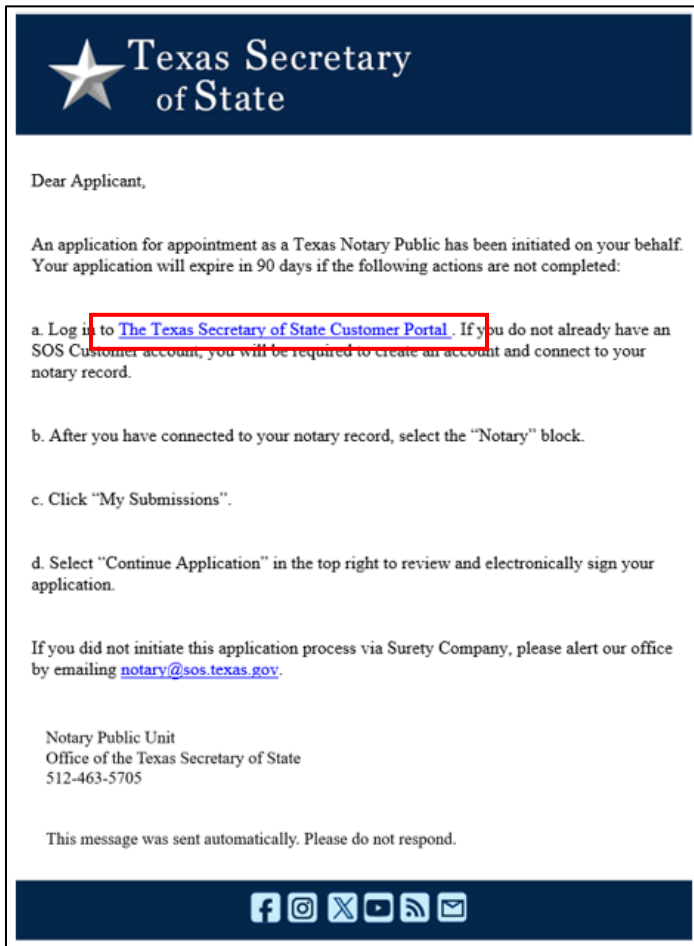 Texas Secretary
of State
Dear Applicant,
An application for appointment as a Texas Notary Public has been initiated on your behalf.
Your application will expire in 90 days if the following actions are not completed:
a. Log in to The Texas Secretary of State Customer Portal . If you do not already have an
SOS Customer account, you will be required to create an account and connect to your
notary record.
b. After you have connected to your notary record, select the “Notary” block.
c. Click “My Submissions”.
d. Select “Continue Application” in the top right to review and electronically sign your
application.
If you did not initiate this application process via Surety Company, please alert our office
by emailing notary@sos.texas.gov.
Notary Public Unit
Office of the Texas Secretary of State
512-463-5705
This message was sent automatically. Please do not respond.